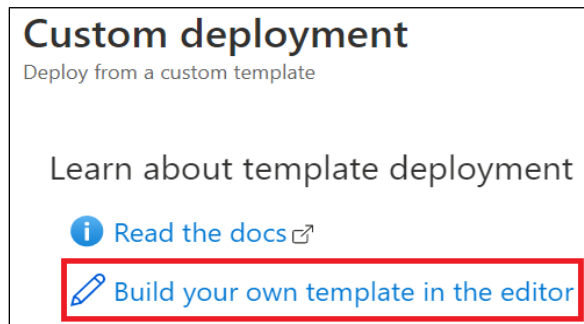 Custom deployment
Deploy from a custom template
Learn about template deployment
Read the docs
Build your own template in the editor